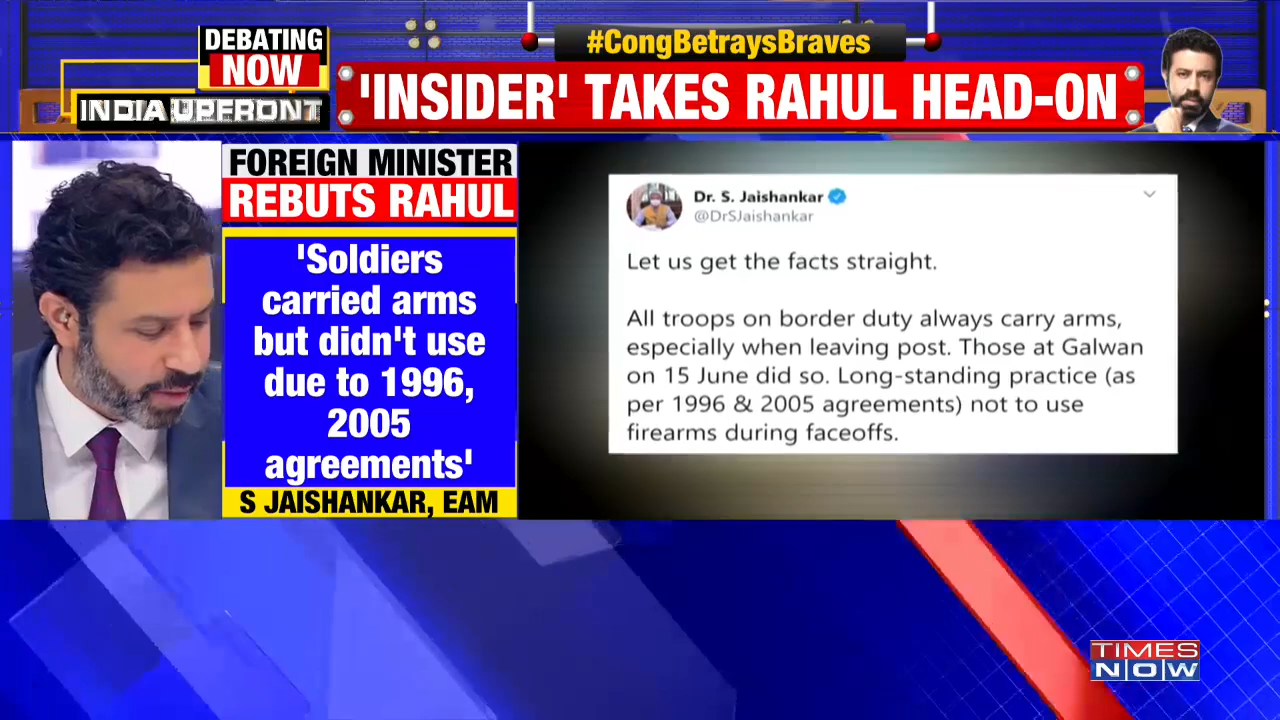 DEBATING
NOW
INDIA UPFRONT
#CongBetraysBraves
'INSIDER' TAKES RAHUL HEAD-ON
FOREIGN MINISTER
REBUTS RAHUL
'Soldiers
carried arms
but didn't use
due to 1996,
2005
agreements'
S JAISHANKAR, EAM
Dr. S. Jaishankar
@DrSJaishankar
Let us get the facts straight.
All troops on border duty always carry arms,
especially when leaving post. Those at Galwan
on 15 June did so. Long-standing practice (as
per 1996 & 2005 agreements) not to use
firearms during faceoffs.
TIMES
NOW